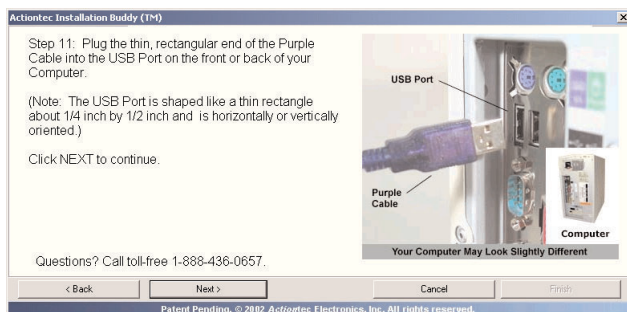 Actiontec Installation Buddy (TM)
Step 11: Plug the thin, rectangular end of the Purple
Cable into the USB Port on the front or back of your
Computer.
(Note: The USB Port is shaped like a thin rectangle
about 1/4 inch by 1/2 inch and is horizontally or vertically
oriented.)
Click NEXT to continue.
Questions? Call toll-free 1-888-436-0657.
USB Port
Purple
Cable
Computer
Your Computer May Look Slightly Different
< Back
Next >
Cancel
Finish
Patent Pending. © 2002 Actiontec Electronics, Inc. All rights reserved.